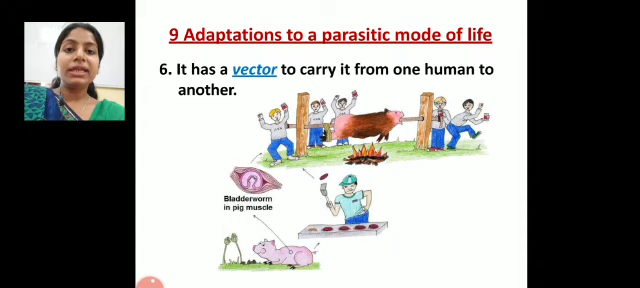 9 Adaptations to a parasitic mode of life
6. It has a vector to carry it from one human to
another.
Bladderworm
in pig muscle